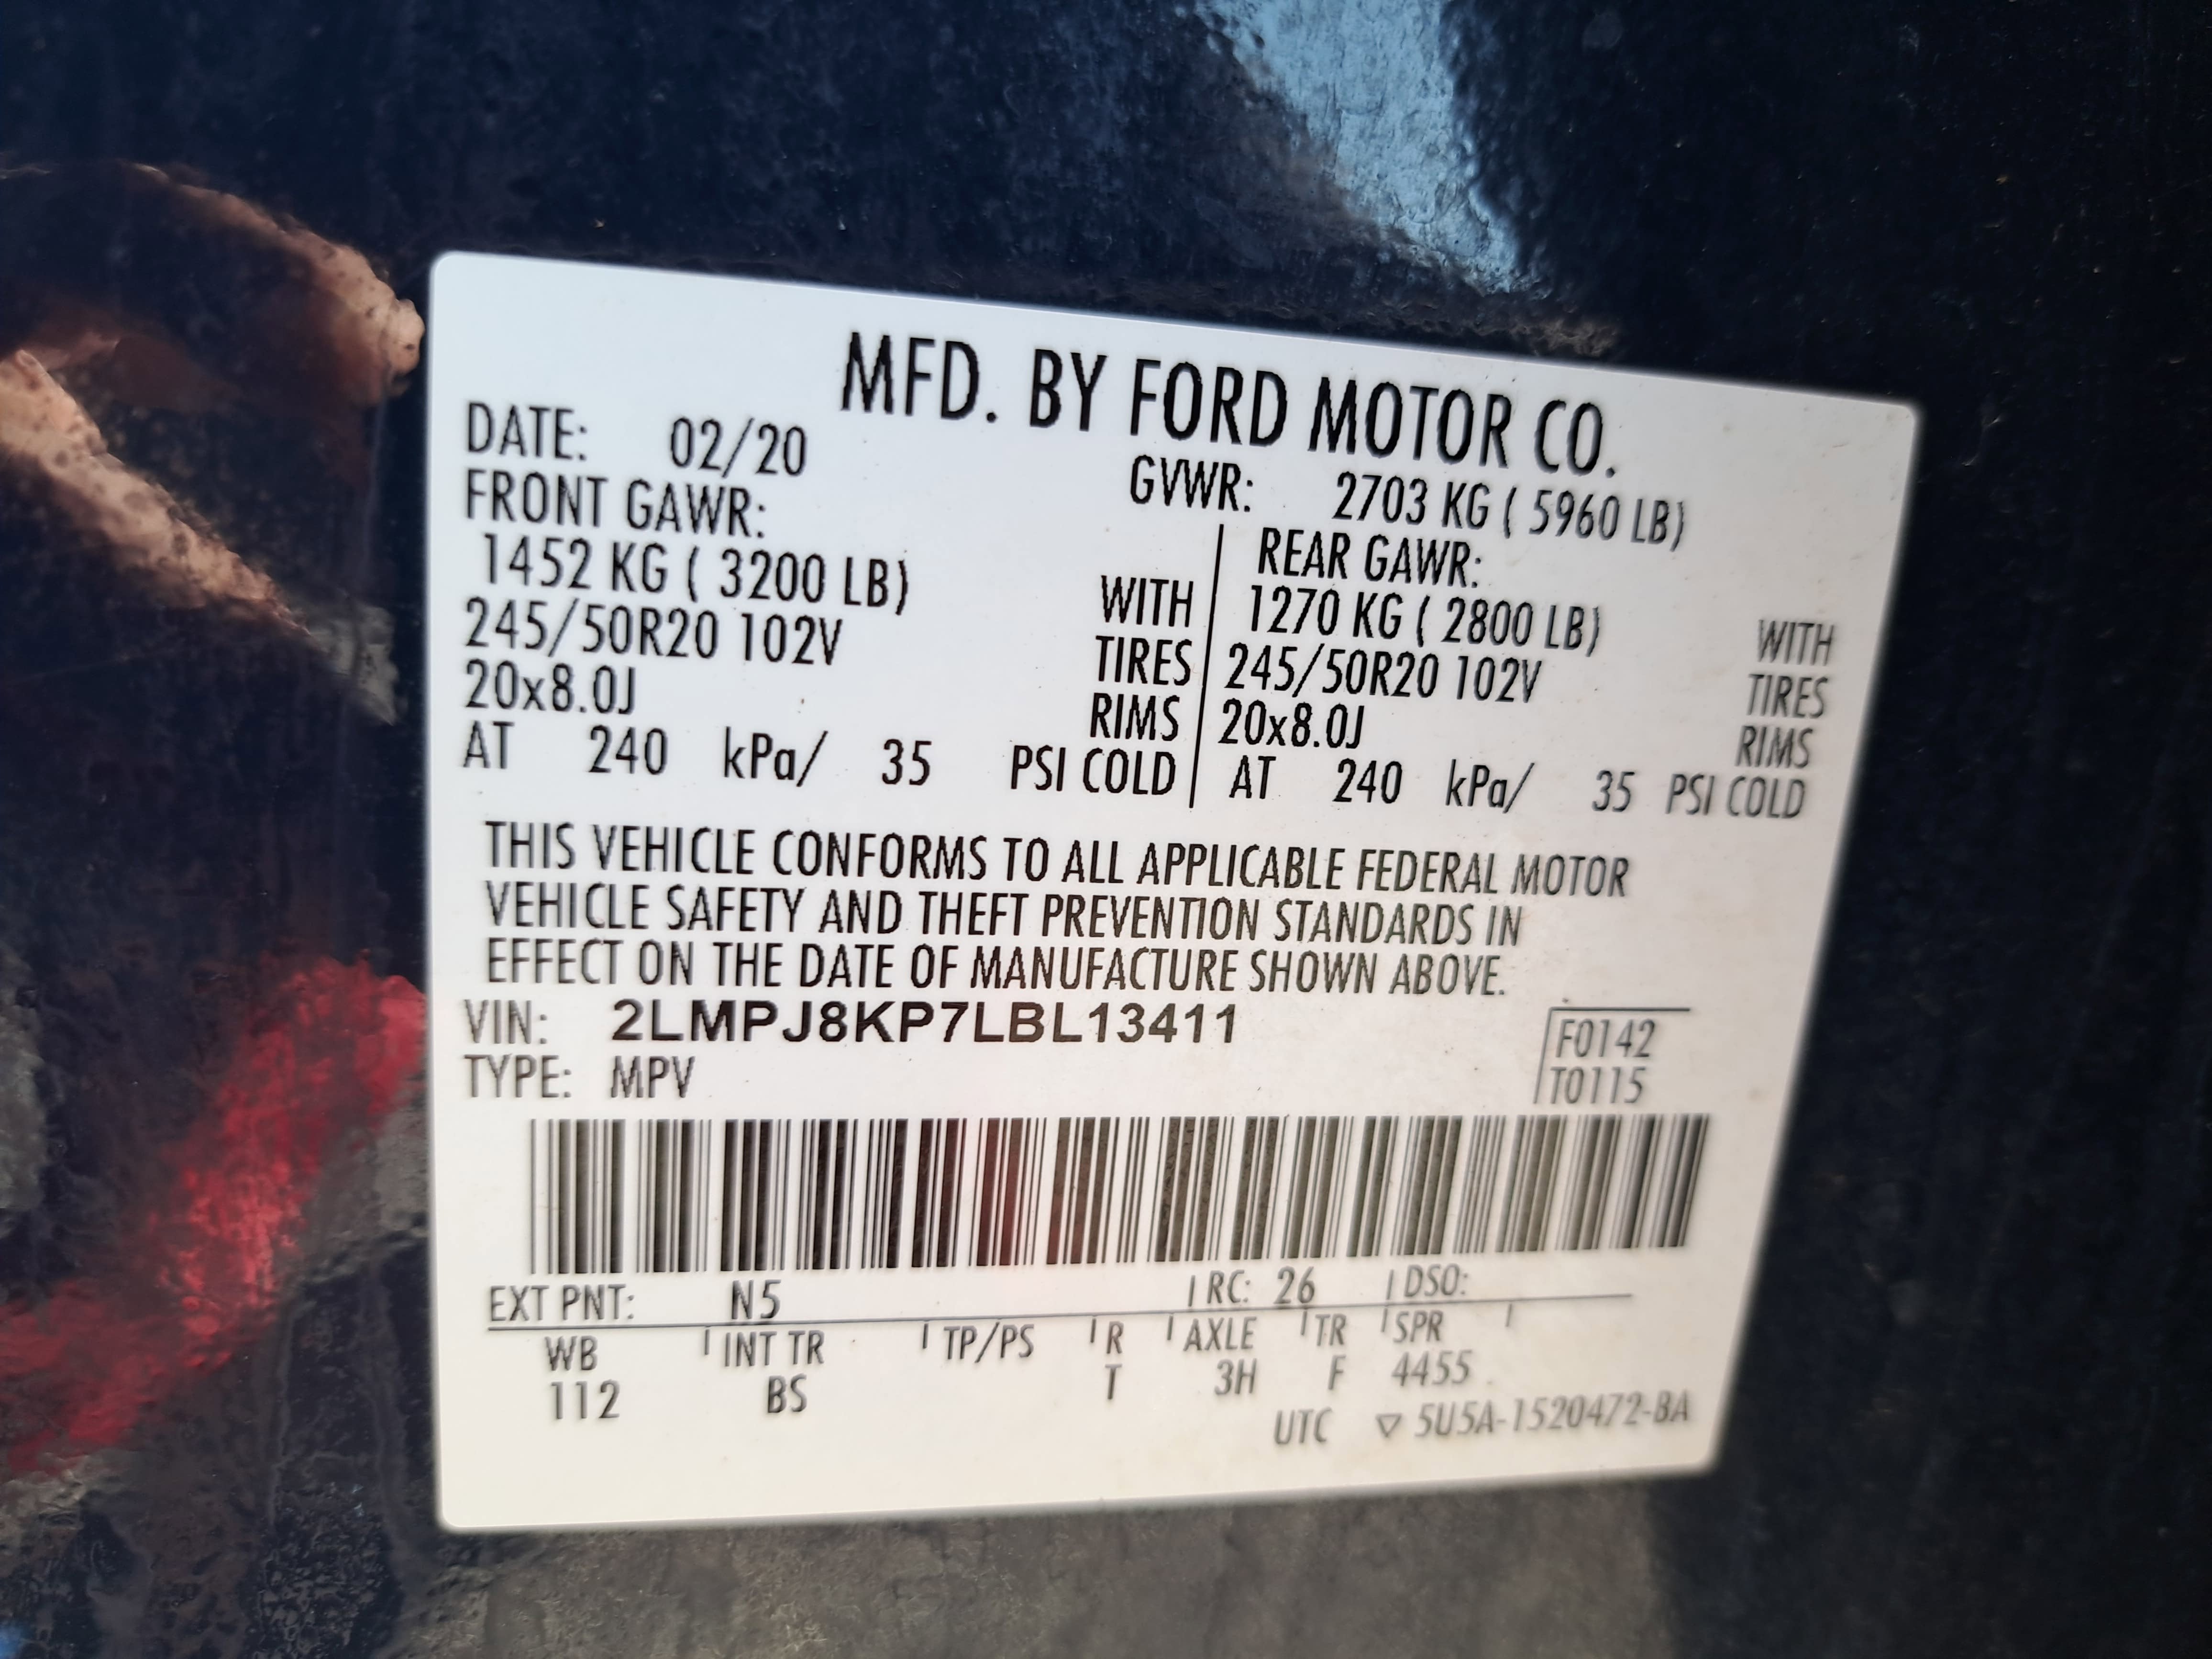 MFD. BY FORD MOTOR CO.
DATE: 02/20 GVWR: 2703 KG ( 5960 LB)
FRONT GAWR: REAR GAWR:
1452 KG ( 3200 LB) WITH 1270 KG ( 2800 LB) WITH
245/50R20 102V TIRES 245/50R20 102V TIRES
20x8.0J RIMS 20x8.0J RIMS
AT 240 kPa/ 35 PSI COLD AT 240 kPa/ 35 PSI COLD
THIS VEHICLE CONFORMS TO ALL APPLICABLE FEDERAL MOTOR
VEHICLE SAFETY AND THEFT PREVENTION STANDARDS IN
EFFECT ON THE DATE OF MANUFACTURE SHOWN ABOVE.
VIN: 2LMPJ8KP7LBL13411 F0142
TYPE: MPV T0115
EXT PNT: N5 RC: 26 DSO:
WB INT TR TP/PS R AXLE TR SPR
112 BS T 3H F 4455
UTC ▽ 5U5A-1520472-BA